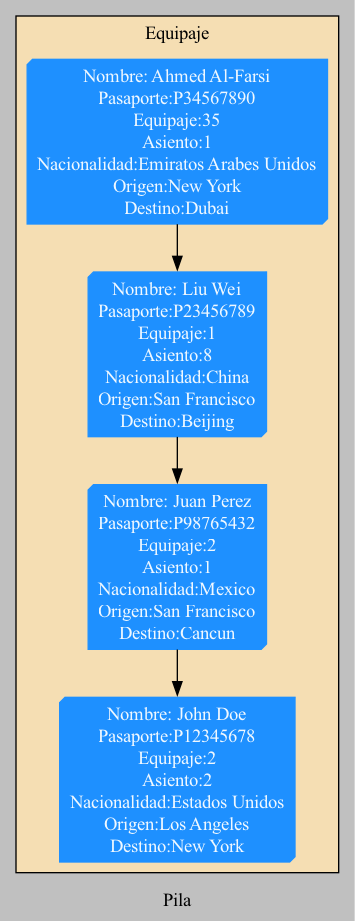 Equipaje
Nombre: Ahmed Al-Farsi
Pasaporte:P34567890
Equipaje:35
Asiento:1
Nacionalidad:Emiratos Arabes Unidos
Origen:New York
Destino:Dubai
Nombre: Liu Wei
Pasaporte:P23456789
Equipaje:1
Asiento:8
Nacionalidad:China
Origen:San Francisco
Destino:Beijing
Nombre: Juan Perez
Pasaporte:P98765432
Equipaje:2
Asiento:1
Nacionalidad:Mexico
Origen:San Francisco
Destino:Cancun
Nombre: John Doe
Pasaporte:P12345678
Equipaje:2
Asiento:2
Nacionalidad:Estados Unidos
Origen:Los Angeles
Destino:New York
Pila